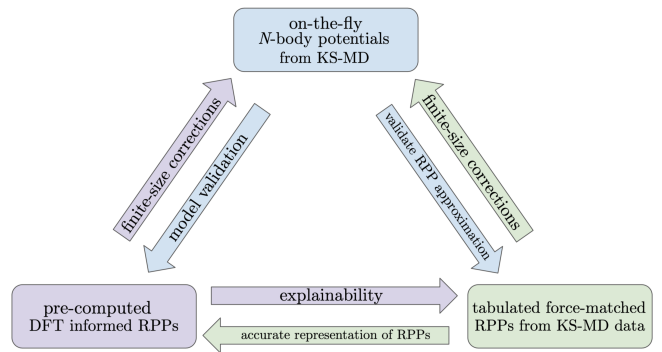 on-the-fly
N-body potentials
from KS-MD
finite-size corrections
model validation
validate RPP approximation
finite-size corrections
pre-computed
DFT informed RPPs
explainability
accurate representation of RPPs
tabulated force-matched
RPPs from KS-MD data